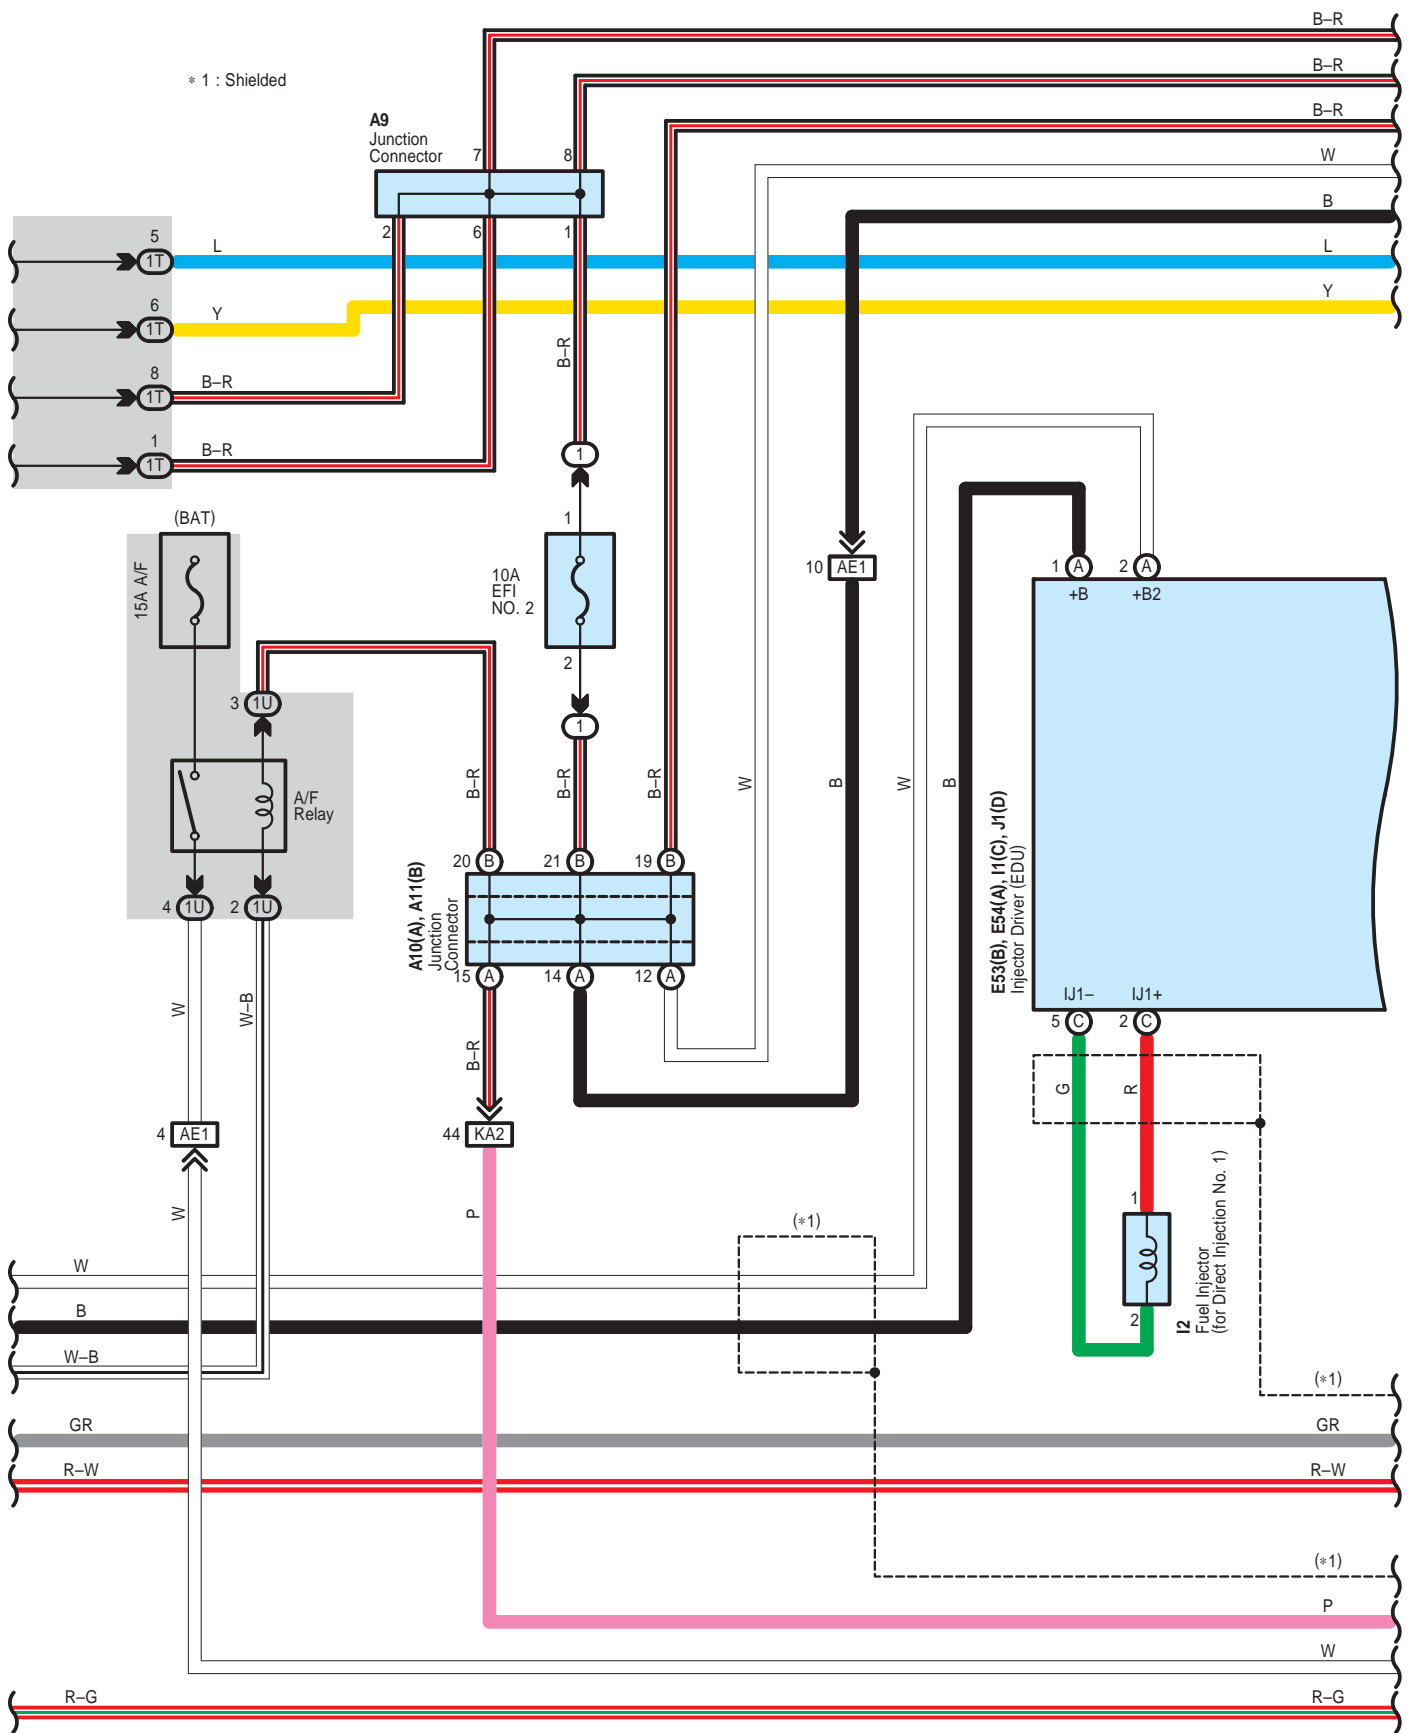 B–R
B–R
∗ 1 : Shielded
B–R
A9
Junction
Connector
7
8
W
B
2
6
1
5
L
L
1T
6
Y
Y
1T
8
B–R
1T
B–R
1
B–R
1T
1
(BAT)
1
15A A/F
10A
EFI
NO. 2
10
AE1
1
A
2
A
+B
+B2
2
3
1U
1
A/F
Relay
B–R
B–R
B–R
W
B
W
B
E53(B), E54(A), I1(C), J1(D)
Injector Driver (EDU)
20
B
21
B
19
B
4
1U
2
1U
A10(A), A11(B)
Junction
Connector
15
A
14
A
12
A
IJ1–
IJ1+
5
C
2
C
W
W–B
B–R
G
R
4
AE1
44
KA2
W
P
(∗1)
1
2
I2
Fuel Injector
(for Direct Injection No. 1)
W
B
W–B
(∗1)
GR
GR
R–W
R–W
(∗1)
P
W
R–G
R–G